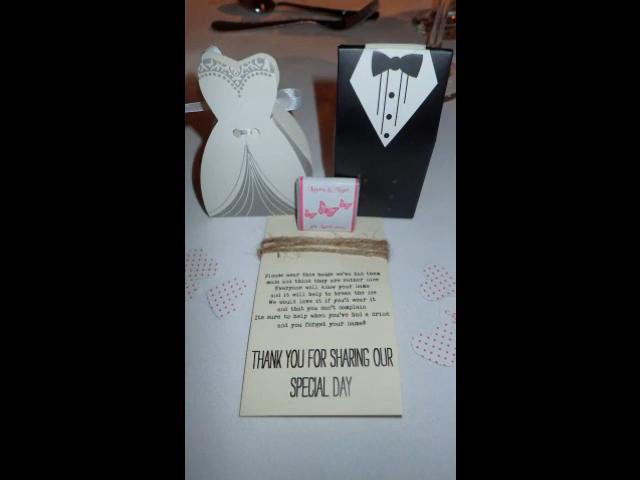 Please wear this badge we've had them
made and think they are rather nice
Everyone will know your name
and it will help to break the ice
We would love it if you'll wear it
and that you don't complain
Its sure to help when you've had a drink
and you forget your name!
THANK YOU FOR SHARING OUR
SPECIAL DAY